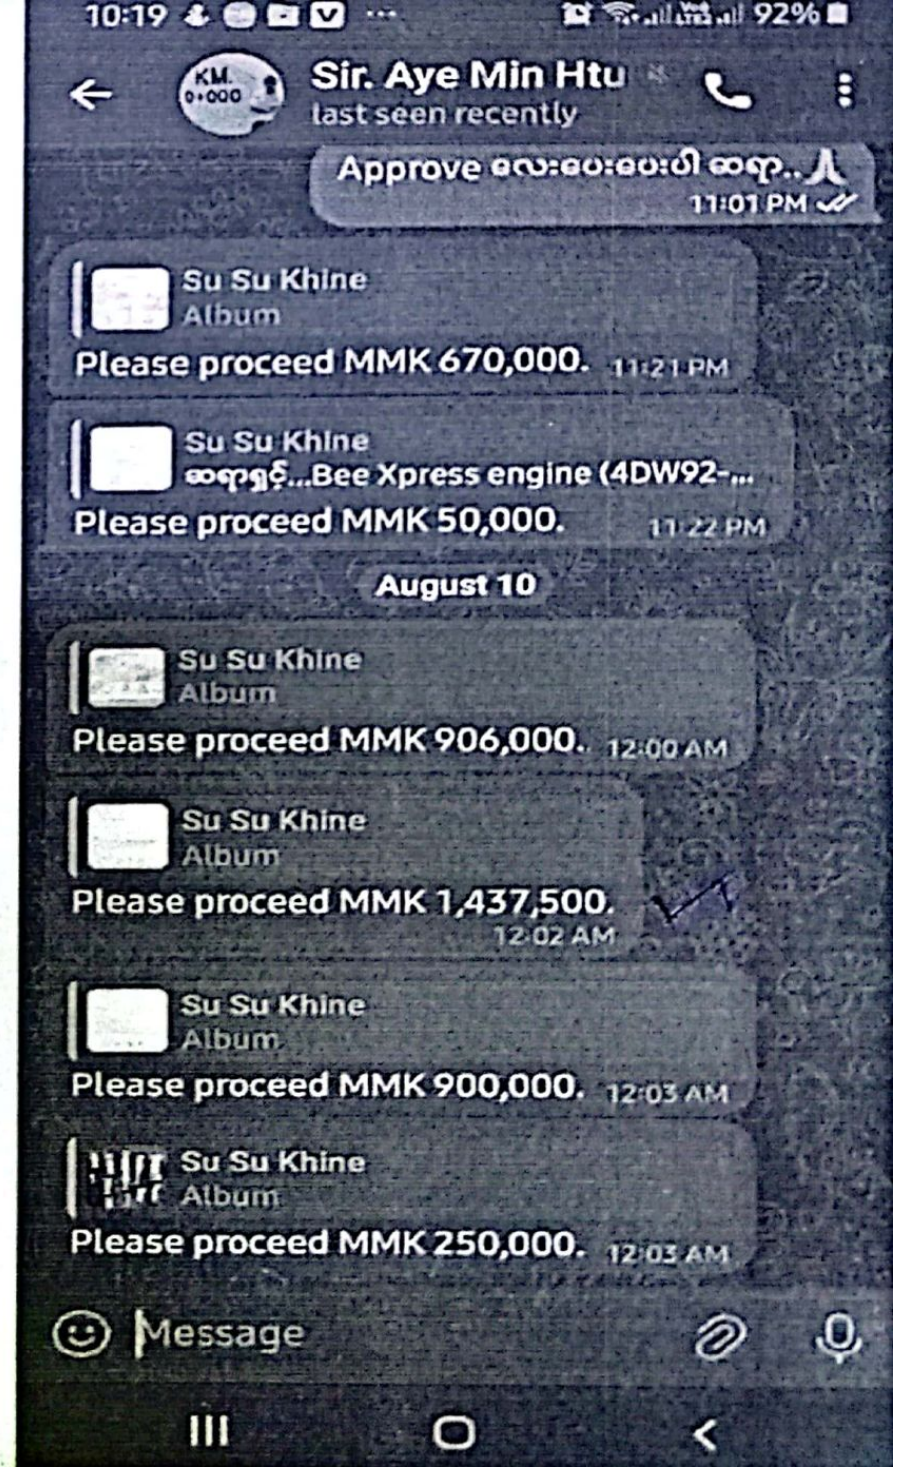 10:19
92%
KM.
0+000
Sir. Aye Min Htu
last seen recently
Approve လေးပေးပေးပါ ဆရာ..🙏
11:01 PM
Su Su Khine
Album
Please proceed MMK 670,000.
11:21 PM
Su Su Khine
ဆရာရှင့်...Bee Xpress engine (4DW92-...
Please proceed MMK 50,000.
11:22 PM
August 10
Su Su Khine
Album
Please proceed MMK 906,000.
12:00 AM
Su Su Khine
Album
Please proceed MMK 1,437,500.
12:02 AM
Su Su Khine
Album
Please proceed MMK 900,000.
12:03 AM
Su Su Khine
Album
Please proceed MMK 250,000.
12:03 AM
Message